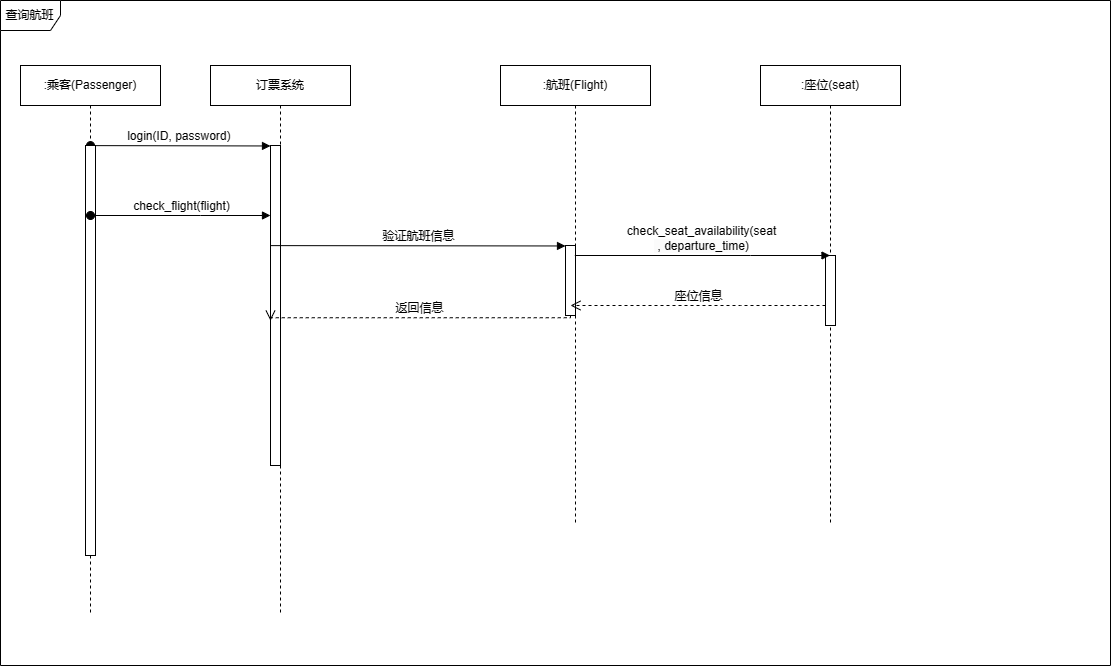 查询航班
:乘客(Passenger)
订票系统
:航班(Flight)
:座位(seat)
login(ID, password)
check_flight(flight)
验证航班信息
check_seat_availability(seat
, departure_time)
座位信息
返回信息